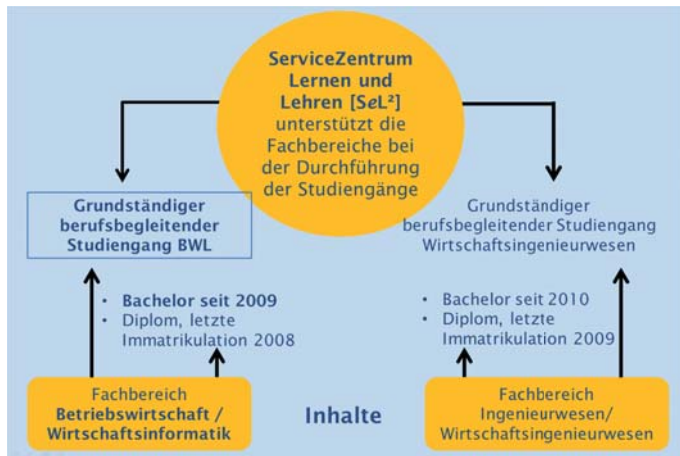 ServiceZentrum
Lernen und
Lehren [SeL²]
unterstützt die
Fachbereiche bei
der Durchführung
der Studiengänge
Grundständiger
berufsbegleitender
Studiengang BWL
Grundständiger
berufsbegleitender Studiengang
Wirtschaftsingenieurwesen
• Bachelor seit 2009
• Diplom, letzte
Immatrikulation 2008
• Bachelor seit 2010
• Diplom, letzte
Immatrikulation 2009
Fachbereich
Betriebswirtschaft /
Wirtschaftsinformatik
Inhalte
Fachbereich
Ingenieurwesen/
Wirtschaftsingenieurwesen